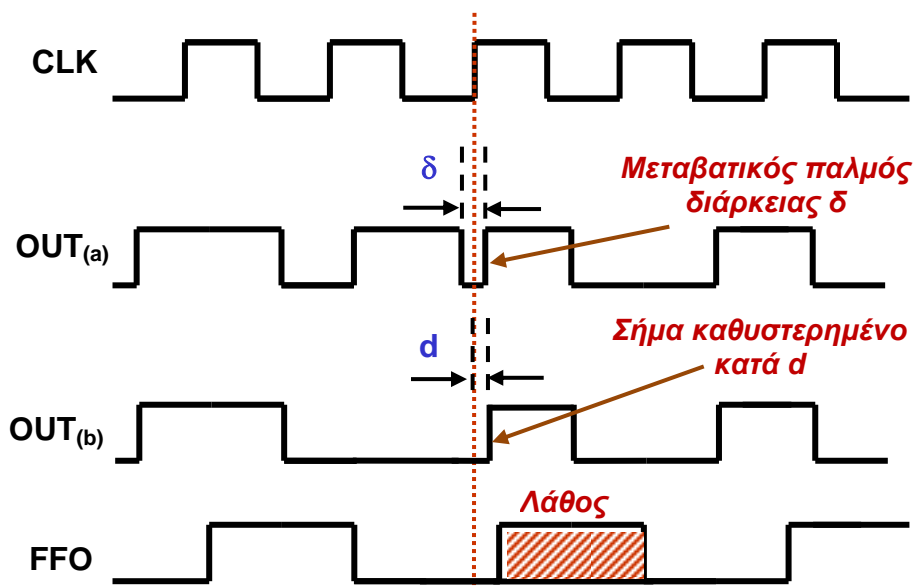 CLK
δ
Μεταβατικός παλμός
διάρκειας δ
OUT(a)
d
Σήμα καθυστερημένο
κατά d
OUT(b)
Λάθος
FFO